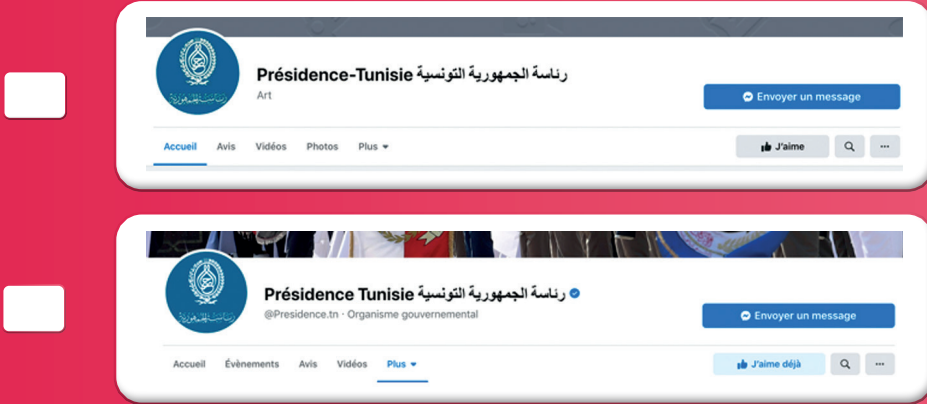 Présidence-Tunisie رئاسة الجمهورية التونسية
Art
Envoyer un message
Accueil Avis Vidéos Photos Plus
J'aime
Présidence Tunisie رئاسة الجمهورية التونسية
@Presidence.tn · Organisme gouvernemental
Envoyer un message
Accueil Évènements Avis Vidéos Plus
J'aime déjà